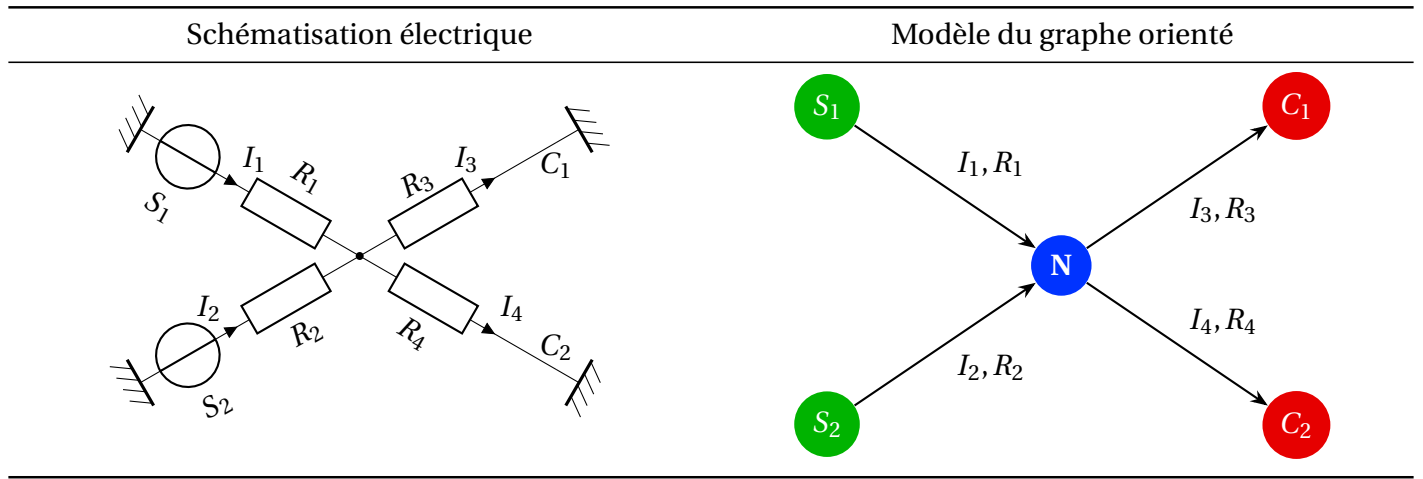 Schématisation électrique
Modèle du graphe orienté
S1
I1
R1
I3
R3
C1
I2
R2
S2
R4
I4
C2
S1
C1
I1, R1
I3, R3
N
I4, R4
I2, R2
S2
C2